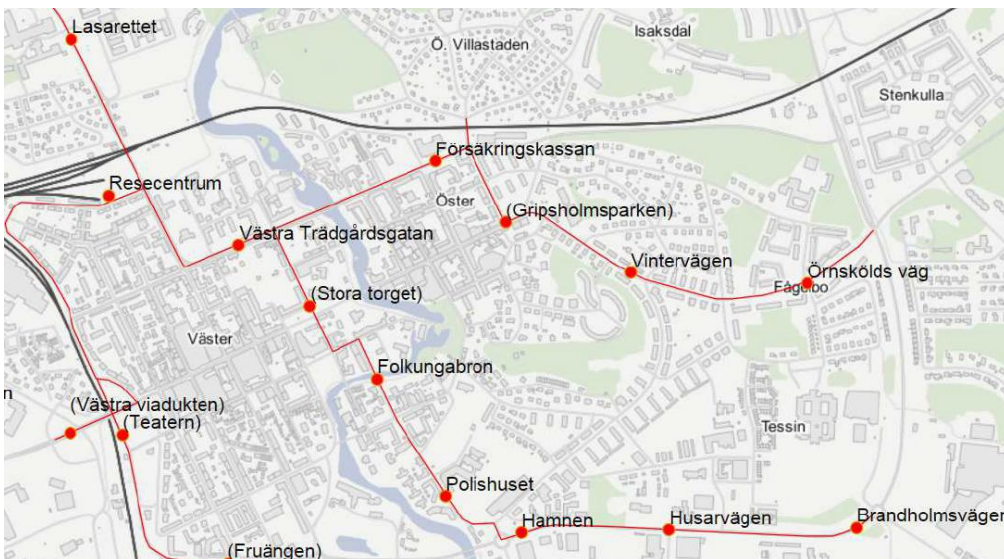 Lasarettet
Isaksdal
Ö. Villastaden
Stenkulla
Försäkringskassan
Resecentrum
Öster
(Gripsholmsparken)
Västra Trädgårdsgatan
Vintervägen
Örnskölds väg
Fågelbo
(Stora torget)
Väster
Folkungabron
n
(Västra viadukten)
(Teatern)
Tessin
Polishuset
Hamnen
Husarvägen
Brandholmsvägen
(Fruängen)